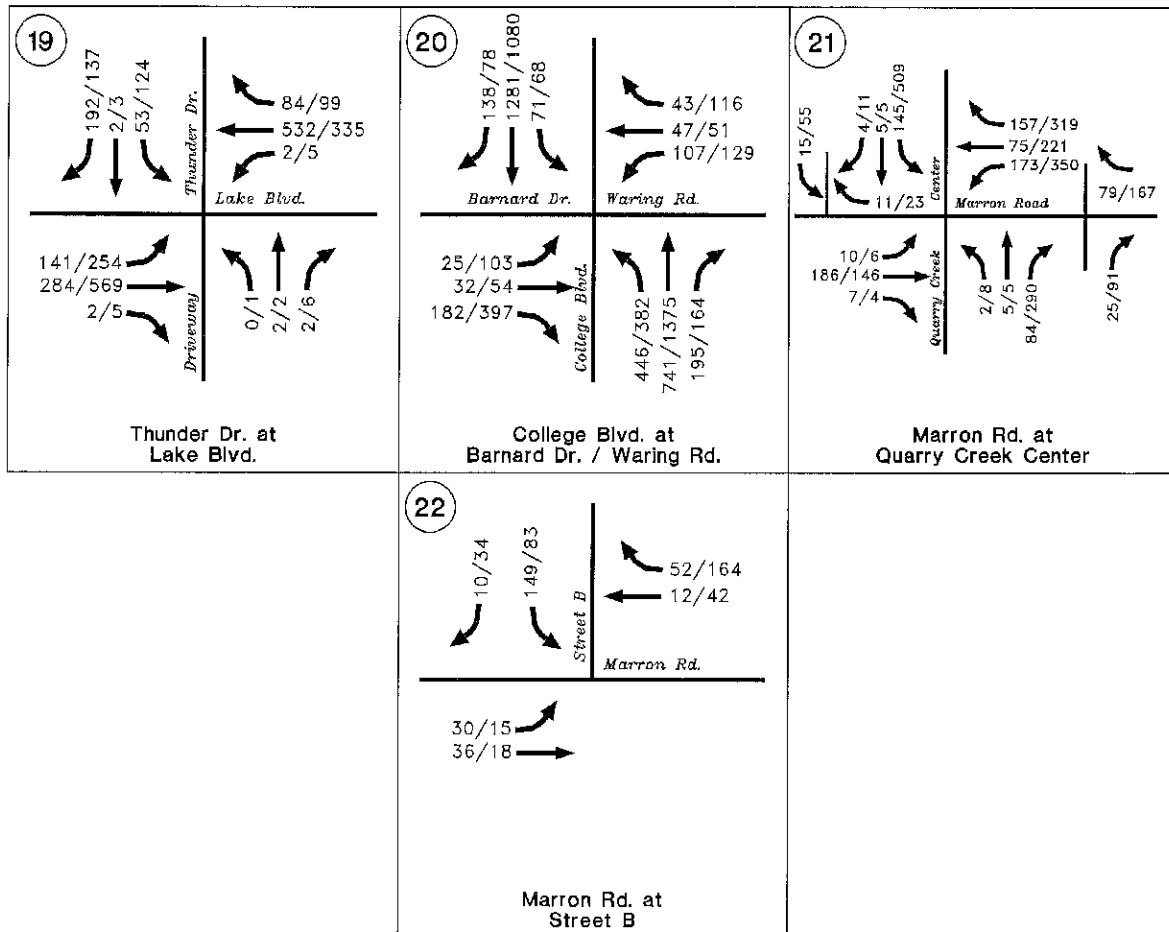 19
192/137
2/3
53/124
Thunder Dr.
84/99
532/335
2/5
Lake Blvd.
141/254
284/569
2/5
Driveway
0/1
2/2
2/6
Thunder Dr. at
Lake Blvd.
20
138/78
1281/1080
71/68
43/116
47/51
107/129
Barnard Dr.
Waring Rd.
25/103
32/54
182/397
College Blvd.
446/382
741/1375
195/164
College Blvd. at
Barnard Dr. / Waring Rd.
21
15/55
4/11
5/5
145/509
11/23
Center
157/319
75/221
173/350
Marron Road
79/167
10/6
186/146
7/4
Quarry Creek
2/8
5/5
84/290
25/91
Marron Rd. at
Quarry Creek Center
22
10/34
149/83
Street B
52/164
12/42
Marron Rd.
30/15
36/18
Marron Rd. at
Street B